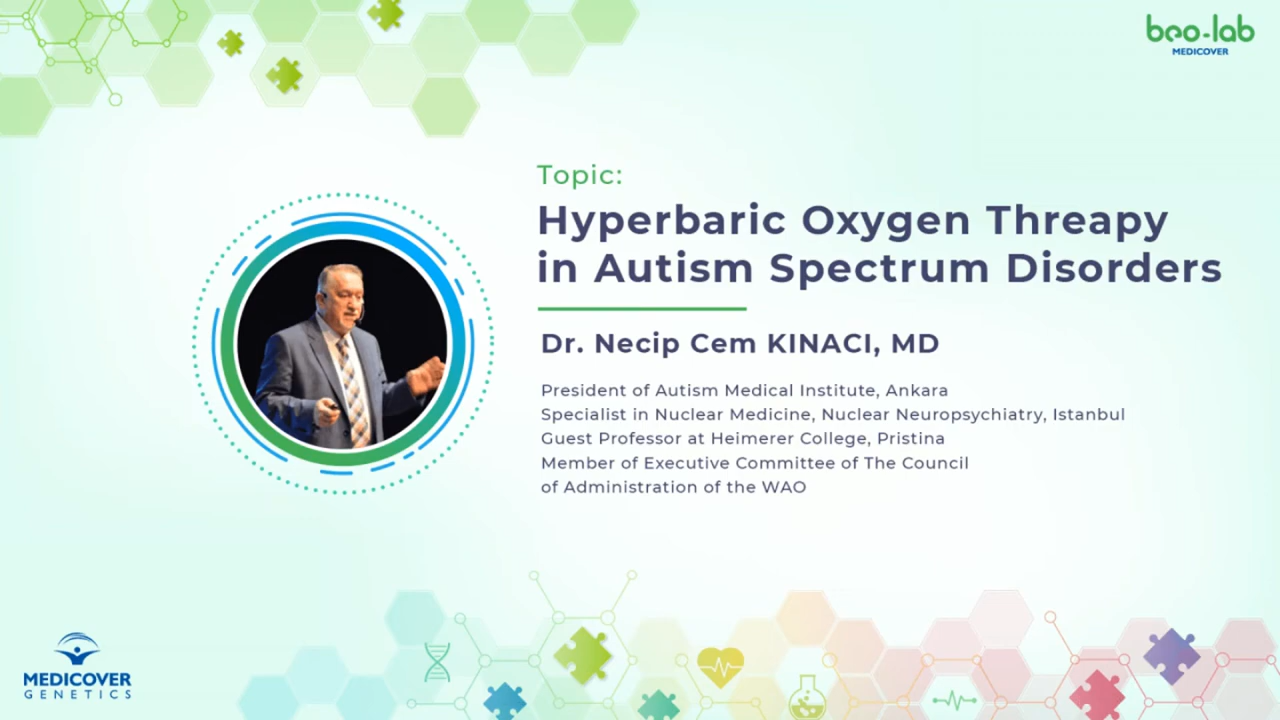 beo-lab
MEDICOVER
Topic:
Hyperbaric Oxygen Threapy
in Autism Spectrum Disorders
Dr. Necip Cem KINACI, MD
President of Autism Medical Institute, Ankara
Specialist in Nuclear Medicine, Nuclear Neuropsychiatry, Istanbul
Guest Professor at Heimerer College, Pristina
Member of Executive Committee of The Council
of Administration of the WAO
MEDICOVER
GENETICS